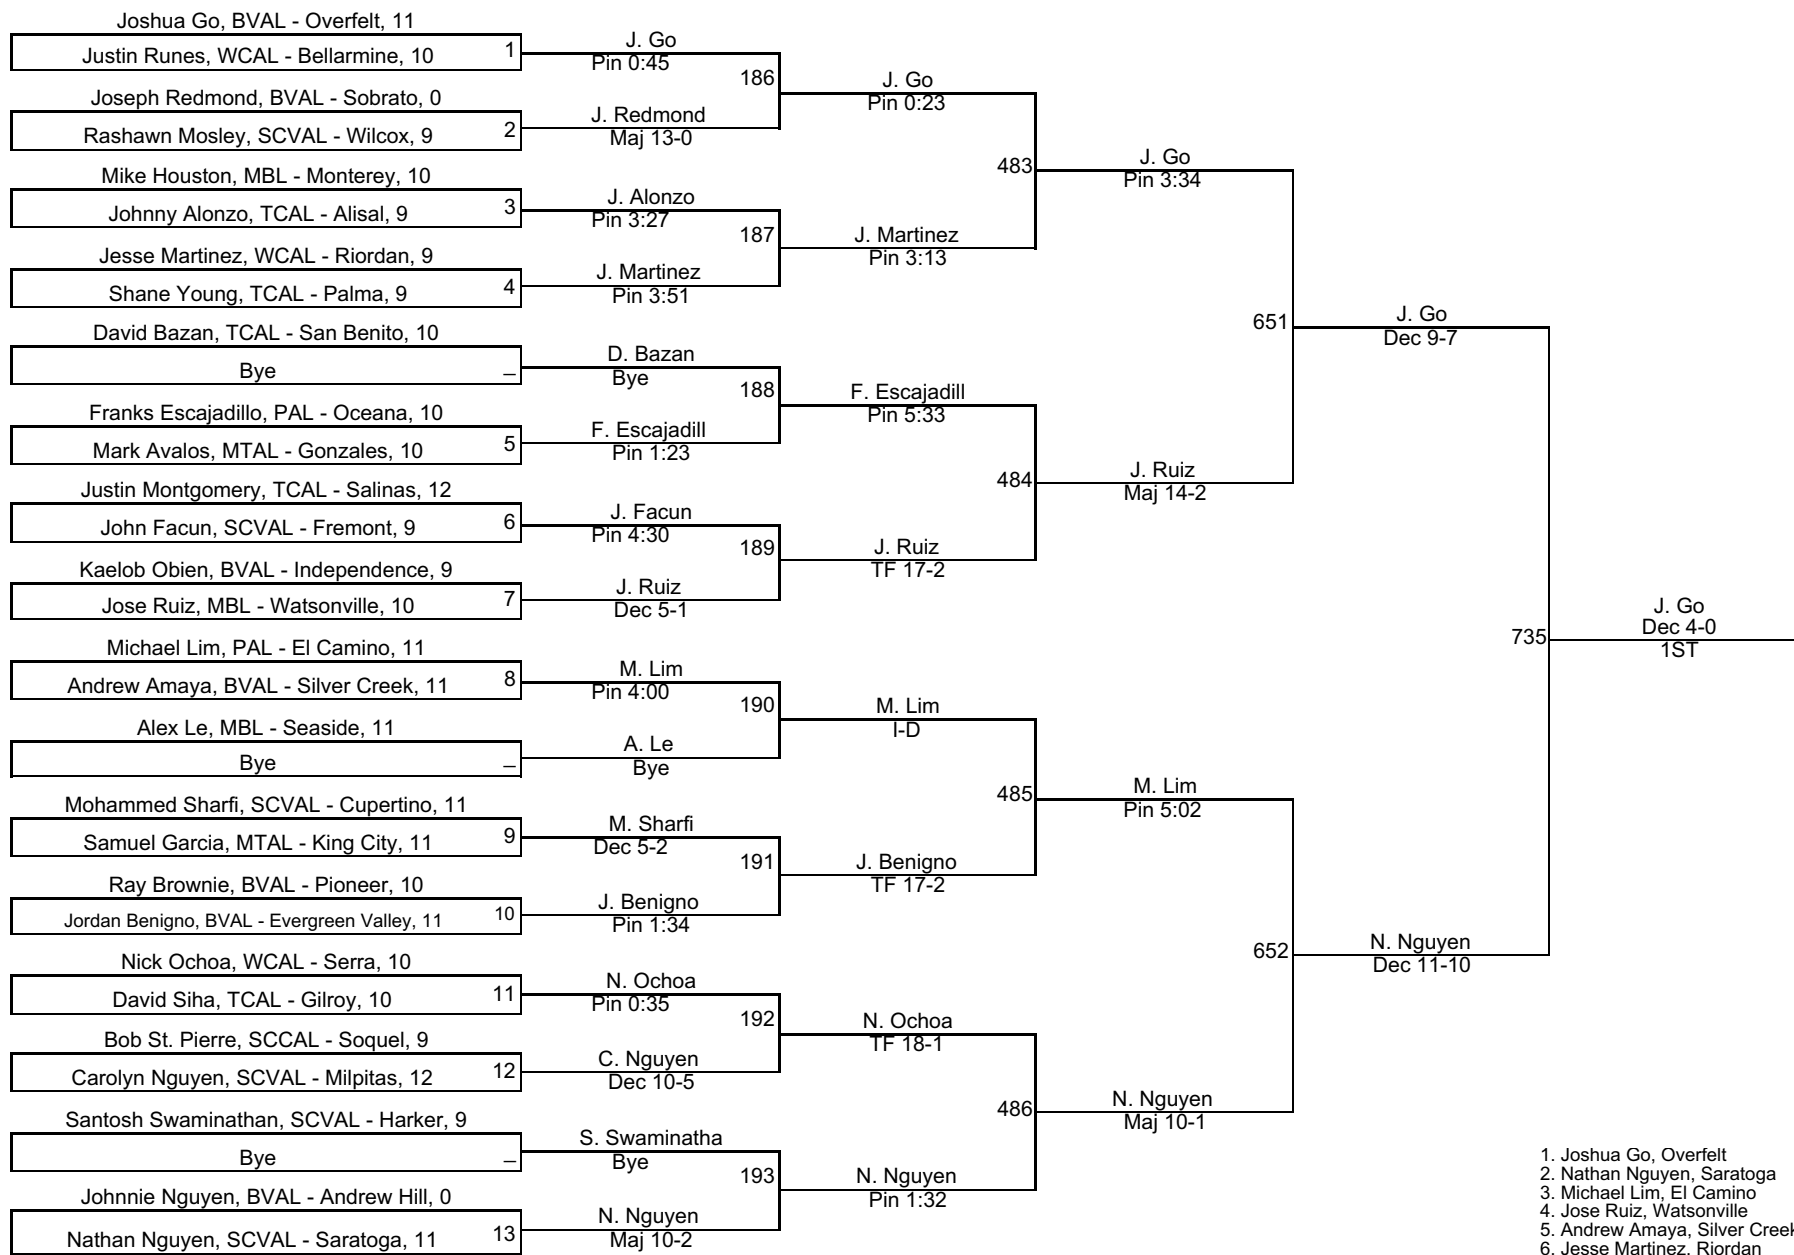 Joshua Go, BVAL - Overfelt, 11
Justin Runes, WCAL - Bellarmine, 10
1
Joseph Redmond, BVAL - Sobrato, 0
Rashawn Mosley, SCVAL - Wilcox, 9
2
Mike Houston, MBL - Monterey, 10
Johnny Alonzo, TCAL - Alisal, 9
3
Jesse Martinez, WCAL - Riordan, 9
Shane Young, TCAL - Palma, 9
4
David Bazan, TCAL - San Benito, 10
Bye
–
Franks Escajadillo, PAL - Oceana, 10
Mark Avalos, MTAL - Gonzales, 10
5
Justin Montgomery, TCAL - Salinas, 12
John Facun, SCVAL - Fremont, 9
6
Kaelob Obien, BVAL - Independence, 9
Jose Ruiz, MBL - Watsonville, 10
7
Michael Lim, PAL - El Camino, 11
Andrew Amaya, BVAL - Silver Creek, 11
8
Alex Le, MBL - Seaside, 11
Bye
–
Mohammed Sharfi, SCVAL - Cupertino, 11
Samuel Garcia, MTAL - King City, 11
9
Ray Brownie, BVAL - Pioneer, 10
Jordan Benigno, BVAL - Evergreen Valley, 11
10
Nick Ochoa, WCAL - Serra, 10
David Siha, TCAL - Gilroy, 10
11
Bob St. Pierre, SCCAL - Soquel, 9
Carolyn Nguyen, SCVAL - Milpitas, 12
12
Santosh Swaminathan, SCVAL - Harker, 9
Bye
–
Johnnie Nguyen, BVAL - Andrew Hill, 0
Nathan Nguyen, SCVAL - Saratoga, 11
13
J. Go
Pin 0:45
186
J. Redmond
Maj 13-0
J. Alonzo
Pin 3:27
187
J. Martinez
Pin 3:51
D. Bazan
Bye
188
F. Escajadill
Pin 1:23
J. Facun
Pin 4:30
189
J. Ruiz
Dec 5-1
M. Lim
Pin 4:00
190
A. Le
Bye
M. Sharfi
Dec 5-2
191
J. Benigno
Pin 1:34
N. Ochoa
Pin 0:35
192
C. Nguyen
Dec 10-5
S. Swaminatha
Bye
193
N. Nguyen
Maj 10-2
J. Go
Pin 0:23
483
J. Martinez
Pin 3:13
F. Escajadill
Pin 5:33
484
J. Ruiz
TF 17-2
M. Lim
I-D
485
J. Benigno
TF 17-2
N. Ochoa
TF 18-1
486
N. Nguyen
Pin 1:32
J. Go
Pin 3:34
651
J. Ruiz
Maj 14-2
M. Lim
Pin 5:02
652
N. Nguyen
Maj 10-1
J. Go
Dec 9-7
735
N. Nguyen
Dec 11-10
J. Go
Dec 4-0
1ST
1. Joshua Go, Overfelt
2. Nathan Nguyen, Saratoga
3. Michael Lim, El Camino
4. Jose Ruiz, Watsonville
5. Andrew Amaya, Silver Creek
6. Jesse Martinez, Riordan